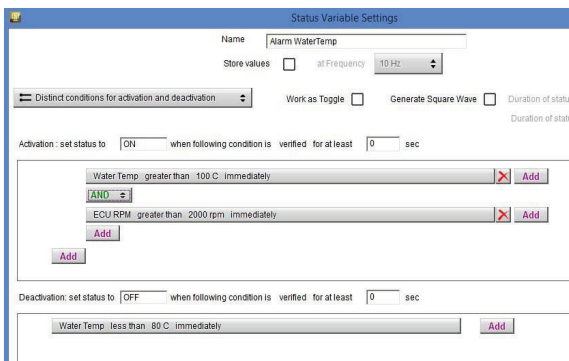 Status Variable Settings
Name Alarm WaterTemp
Store values at Frequency 10 Hz
Distinct conditions for activation and deactivation Work as Toggle Generate Square Wave Duration of statu
Duration of statu
Activation : set status to ON when following condition is verified for at least 0 sec
Water Temp greater than 100 C immediately Add
AND
ECU RPM greater than 2000 rpm immediately Add
Add
Add
Deactivation: set status to OFF when following condition is verified for at least 0 sec
Water Temp less than 80 C immediately Add